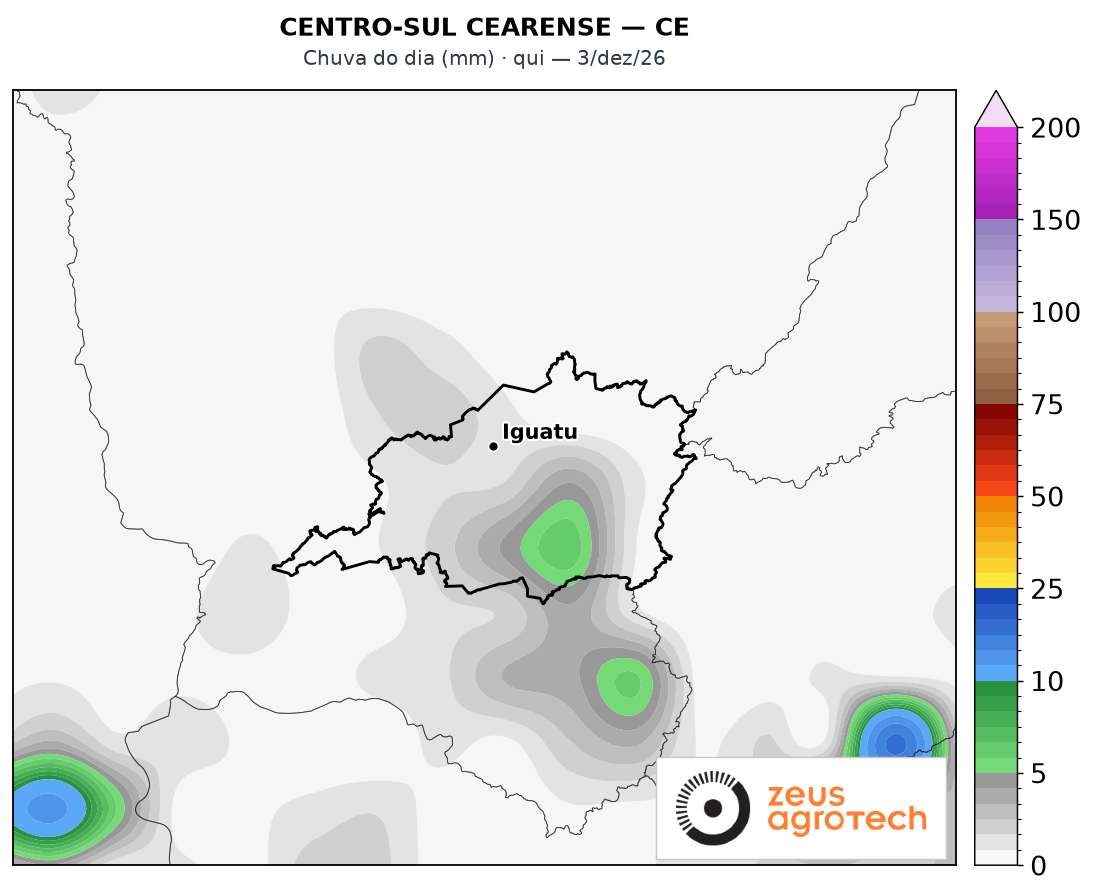 CENTRO-SUL CEARENSE — CE
Chuva do dia (mm) · qui — 3/dez/26
200
150
100
75
50
25
10
5
0
Iguatu
zeus
agrotech